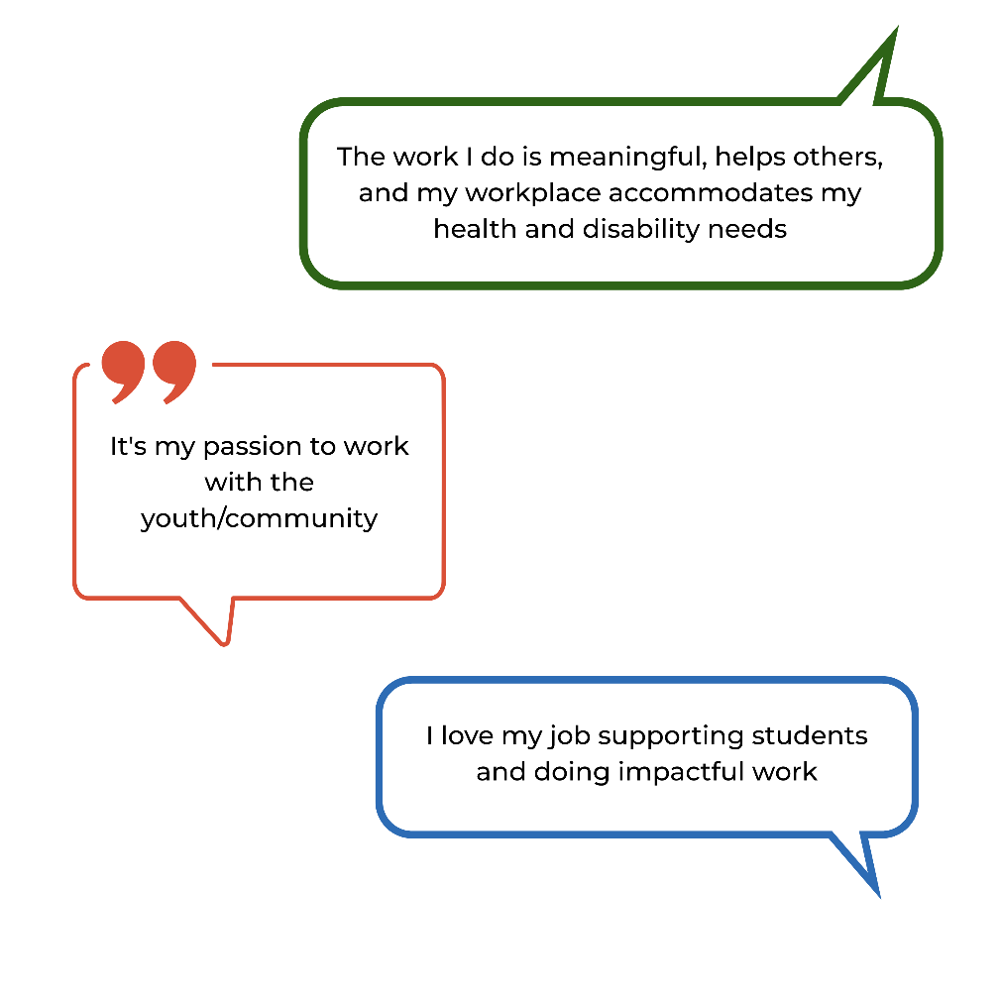 The work I do is meaningful, helps others,
and my workplace accommodates my
health and disability needs
It's my passion to work
with the
youth/community
I love my job supporting students
and doing impactful work